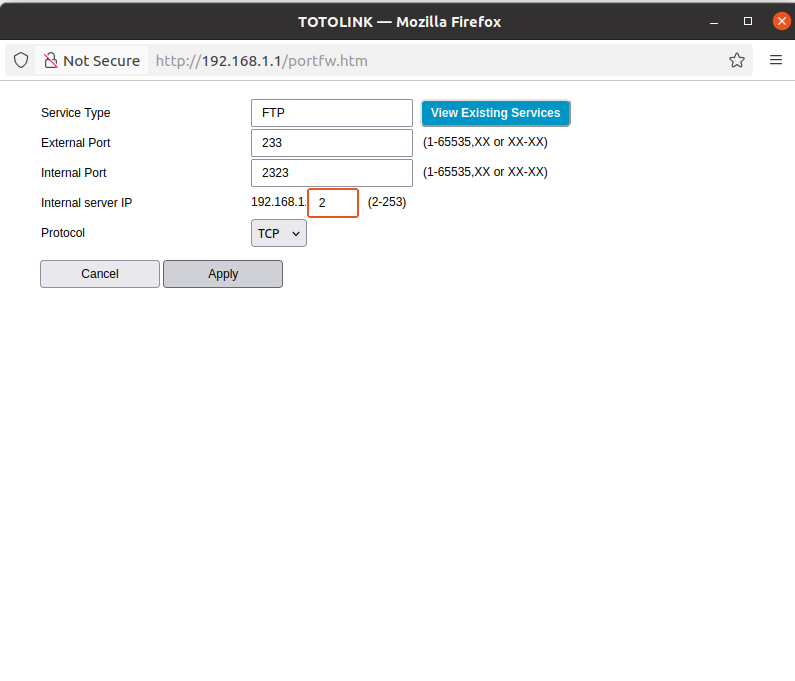 TOTOLINK — Mozilla Firefox
Not Secure http://192.168.1.1/portfw.htm
Service Type FTP View Existing Services
External Port 233 (1-65535,XX or XX-XX)
Internal Port 2323 (1-65535,XX or XX-XX)
Internal server IP 192.168.1. 2 (2-253)
Protocol TCP
Cancel Apply